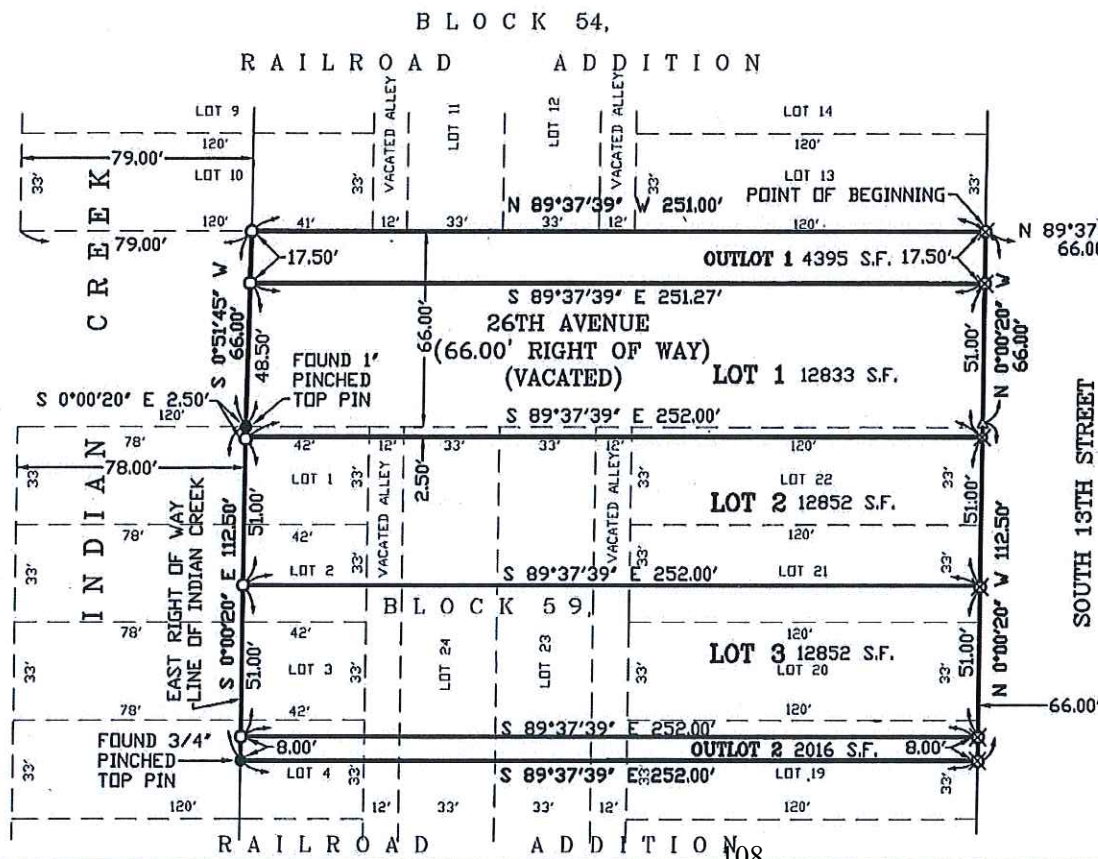 BLOCK 54,
RAILROAD ADDITION
LOT 9
VACATED ALLEY
LOT 11
LOT 12
VACATED ALLEY
LOT 14
120'
120'
79.00'
33'
LOT 10
33'
33'
LOT 13
33'
POINT OF BEGINNING
N 89°37'39" W 251.00'
120'
41'
12'
33'
33'
12'
120'
N 89°37'
66.00
79.00'
17.50'
OUTLOT 1 4395 S.F.
17.50'
S 89°37'39" E 251.27'
CREEK
S 0°51'45" W
66.00'
48.50'
66.00'
26TH AVENUE
(66.00' RIGHT OF WAY)
(VACATED)
LOT 1 12833 S.F.
51.00'
N 0°00'20" W
66.00'
FOUND 1"
PINCHED
TOP PIN
S 0°00'20" E 2.50'
S 89°37'39" E 252.00'
120'
78'
42'
12'
33'
33'
12'
120'
78.00'
33'
LOT 1
33'
2.50'
33'
LOT 22
33'
VACATED ALLEY
VACATED ALLEY
LOT 2 12852 S.F.
51.00'
51.00'
INDIAN
78'
42'
120'
33'
LOT 2
33'
33'
LOT 21
33'
S 89°37'39" E 252.00'
EAST RIGHT OF WAY
LINE OF INDIAN CREEK
S 0°00'20" E 112.50'
N 0°00'20" W 112.50'
SOUTH 13TH STREET
BLOCK 59,
78'
42'
120'
33'
51.00'
LOT 3
33'
LOT 24
LOT 23
33'
LOT 3 12852 S.F.
LOT 20
33'
51.00'
78'
42'
120'
66.00'
S 89°37'39" E 252.00'
FOUND 3/4"
PINCHED
TOP PIN
8.00'
OUTLOT 2 2016 S.F.
8.00'
33'
LOT 4
33'
S 89°37'39" E 252.00'
33'
LOT 19
33'
120'
12'
33'
33'
12'
120'
RAILROAD ADDITION
108